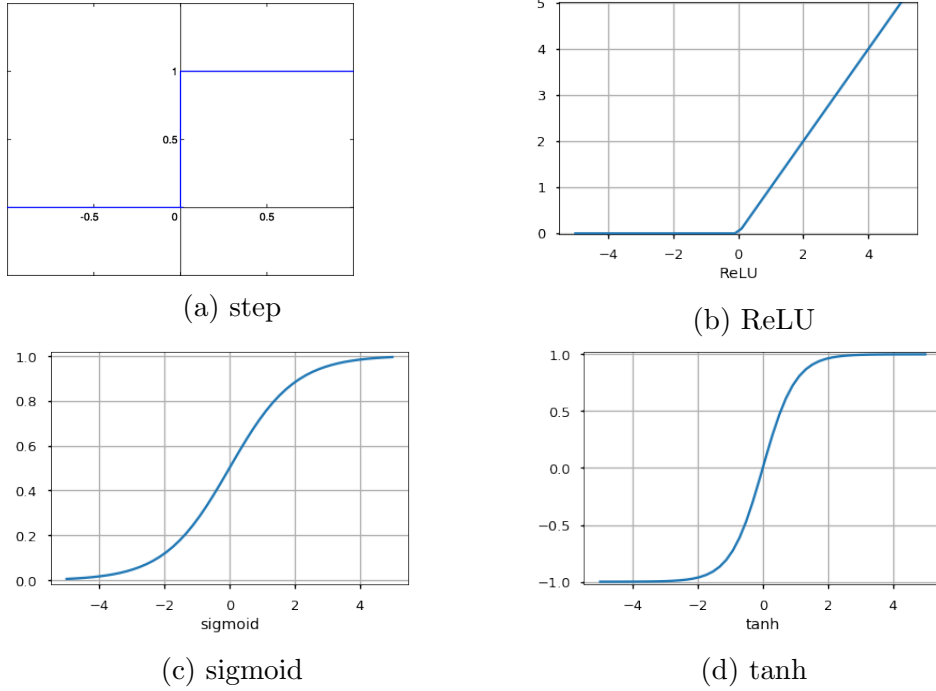 1
0.5
-0.5
0
0.5
(a) step
5
4
3
2
1
0
−4 −2 0 2 4
ReLU
(b) ReLU
1.0
0.8
0.6
0.4
0.2
0.0
−4 −2 0 2 4
sigmoid
(c) sigmoid
1.0
0.5
0.0
−0.5
−1.0
−4 −2 0 2 4
tanh
(d) tanh